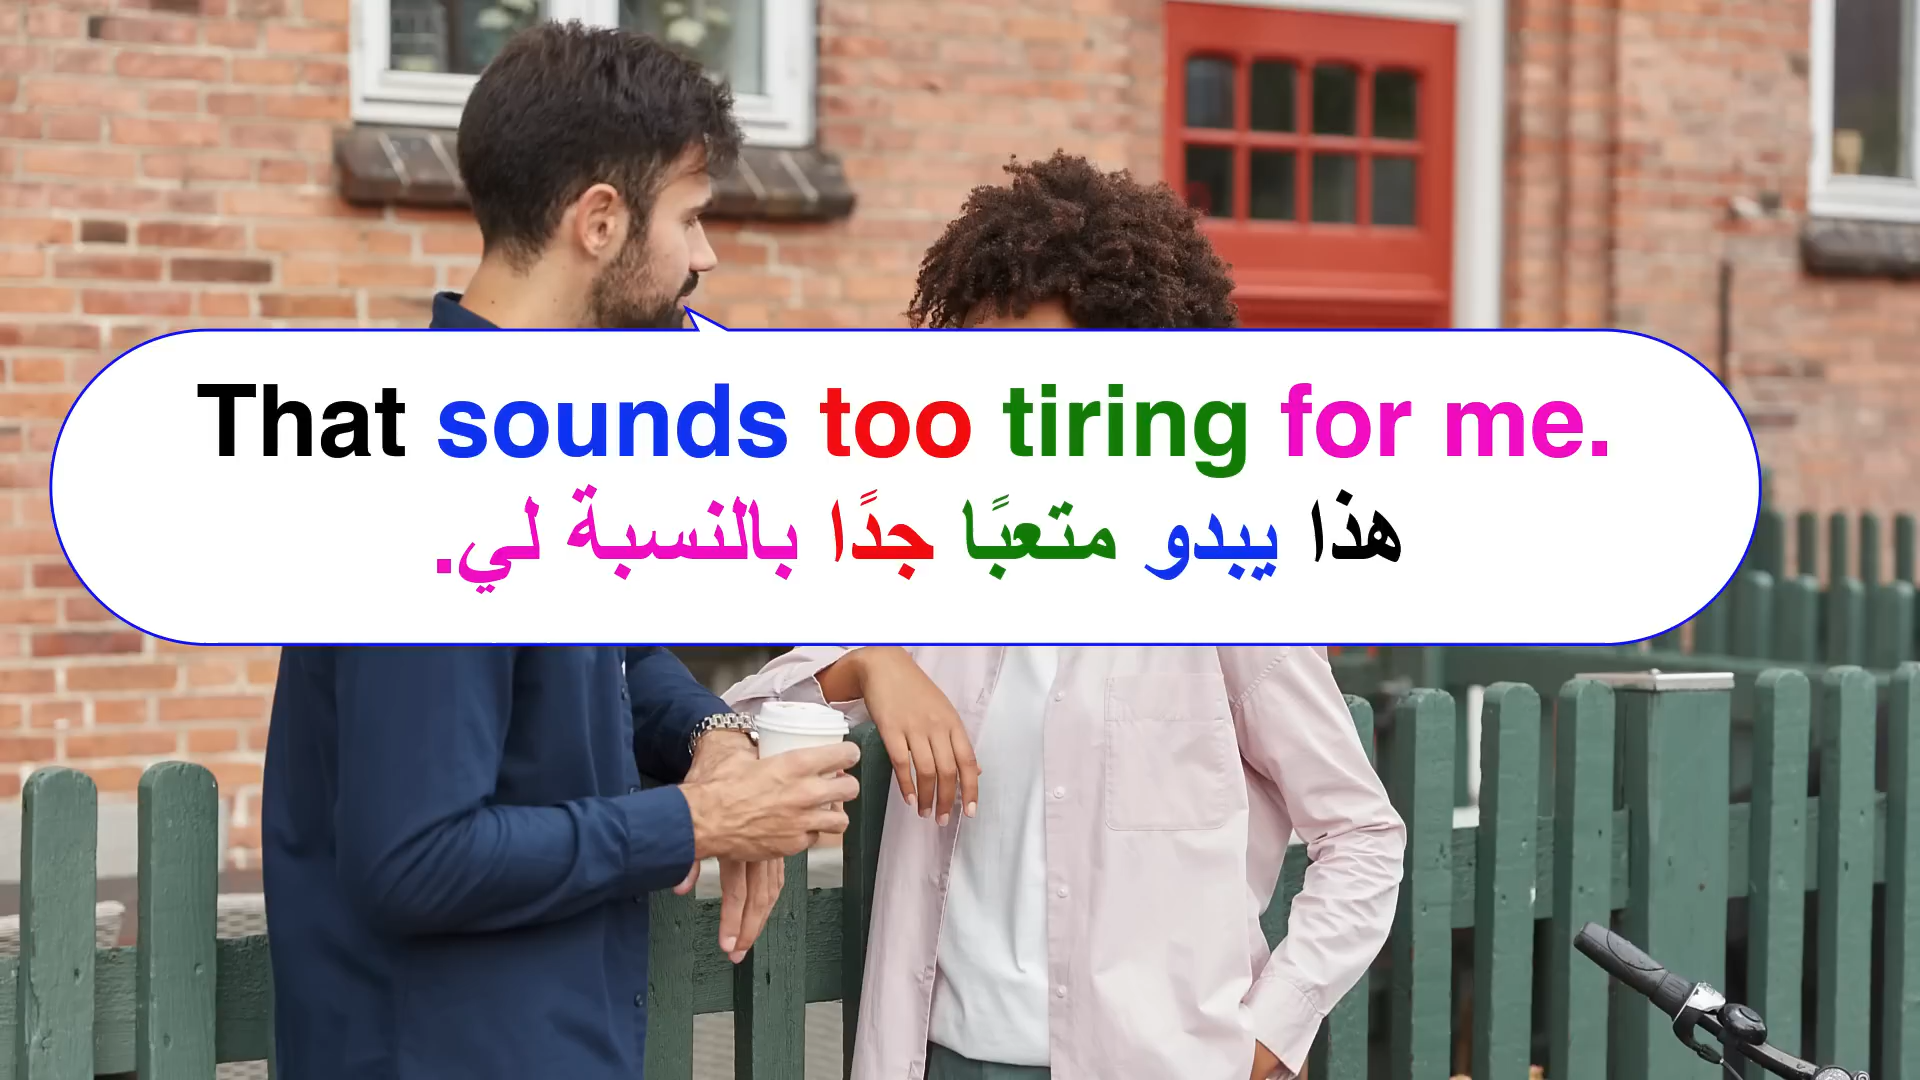 That sounds too tiring for me.
هذا يبدو متعبًا جدًا بالنسبة لي.